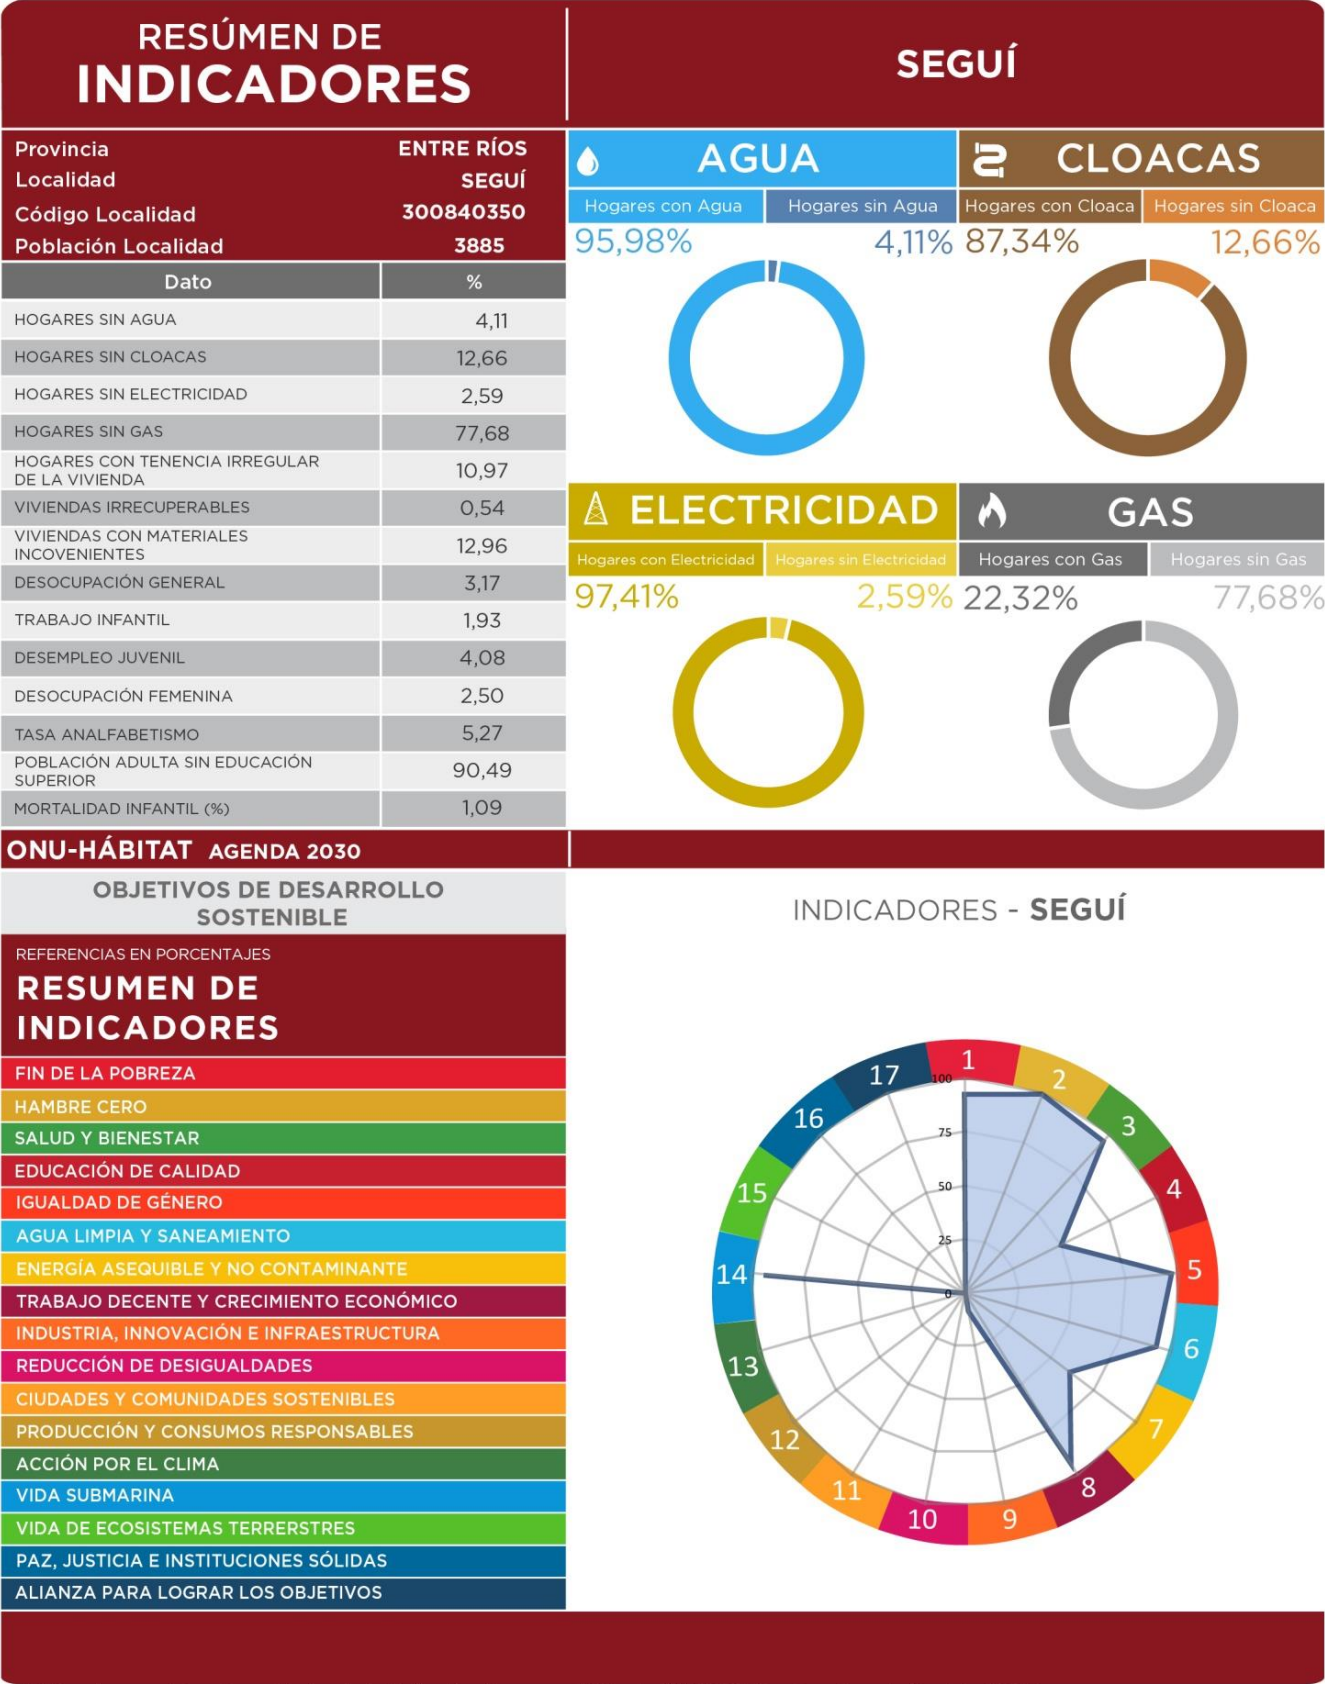 RESÚMEN DE
INDICADORES
SEGUÍ
Provincia ENTRE RÍOS
Localidad SEGUÍ
Código Localidad 300840350
Población Localidad 3885
Dato %
HOGARES SIN AGUA 4,11
HOGARES SIN CLOACAS 12,66
HOGARES SIN ELECTRICIDAD 2,59
HOGARES SIN GAS 77,68
HOGARES CON TENENCIA IRREGULAR
DE LA VIVIENDA 10,97
VIVIENDAS IRRECUPERABLES 0,54
VIVIENDAS CON MATERIALES
INCOVENIENTES 12,96
DESOCUPACIÓN GENERAL 3,17
TRABAJO INFANTIL 1,93
DESEMPLEO JUVENIL 4,08
DESOCUPACIÓN FEMENINA 2,50
TASA ANALFABETISMO 5,27
POBLACIÓN ADULTA SIN EDUCACIÓN
SUPERIOR 90,49
MORTALIDAD INFANTIL (%) 1,09
AGUA
Hogares con Agua Hogares sin Agua
95,98% 4,11%
CLOACAS
Hogares con Cloaca Hogares sin Cloaca
87,34% 12,66%
ELECTRICIDAD
Hogares con Electricidad Hogares sin Electricidad
97,41% 2,59%
GAS
Hogares con Gas Hogares sin Gas
22,32% 77,68%
ONU-HÁBITAT AGENDA 2030
OBJETIVOS DE DESARROLLO
SOSTENIBLE
REFERENCIAS EN PORCENTAJES
RESUMEN DE
INDICADORES
FIN DE LA POBREZA
HAMBRE CERO
SALUD Y BIENESTAR
EDUCACIÓN DE CALIDAD
IGUALDAD DE GÉNERO
AGUA LIMPIA Y SANEAMIENTO
ENERGÍA ASEQUIBLE Y NO CONTAMINANTE
TRABAJO DECENTE Y CRECIMIENTO ECONÓMICO
INDUSTRIA, INNOVACIÓN E INFRAESTRUCTURA
REDUCCIÓN DE DESIGUALDADES
CIUDADES Y COMUNIDADES SOSTENIBLES
PRODUCCIÓN Y CONSUMOS RESPONSABLES
ACCIÓN POR EL CLIMA
VIDA SUBMARINA
VIDA DE ECOSISTEMAS TERRERSTRES
PAZ, JUSTICIA E INSTITUCIONES SÓLIDAS
ALIANZA PARA LOGRAR LOS OBJETIVOS
INDICADORES - SEGUÍ
1
2
3
4
5
6
7
8
9
10
11
12
13
14
15
16
17
100
75
50
25
0